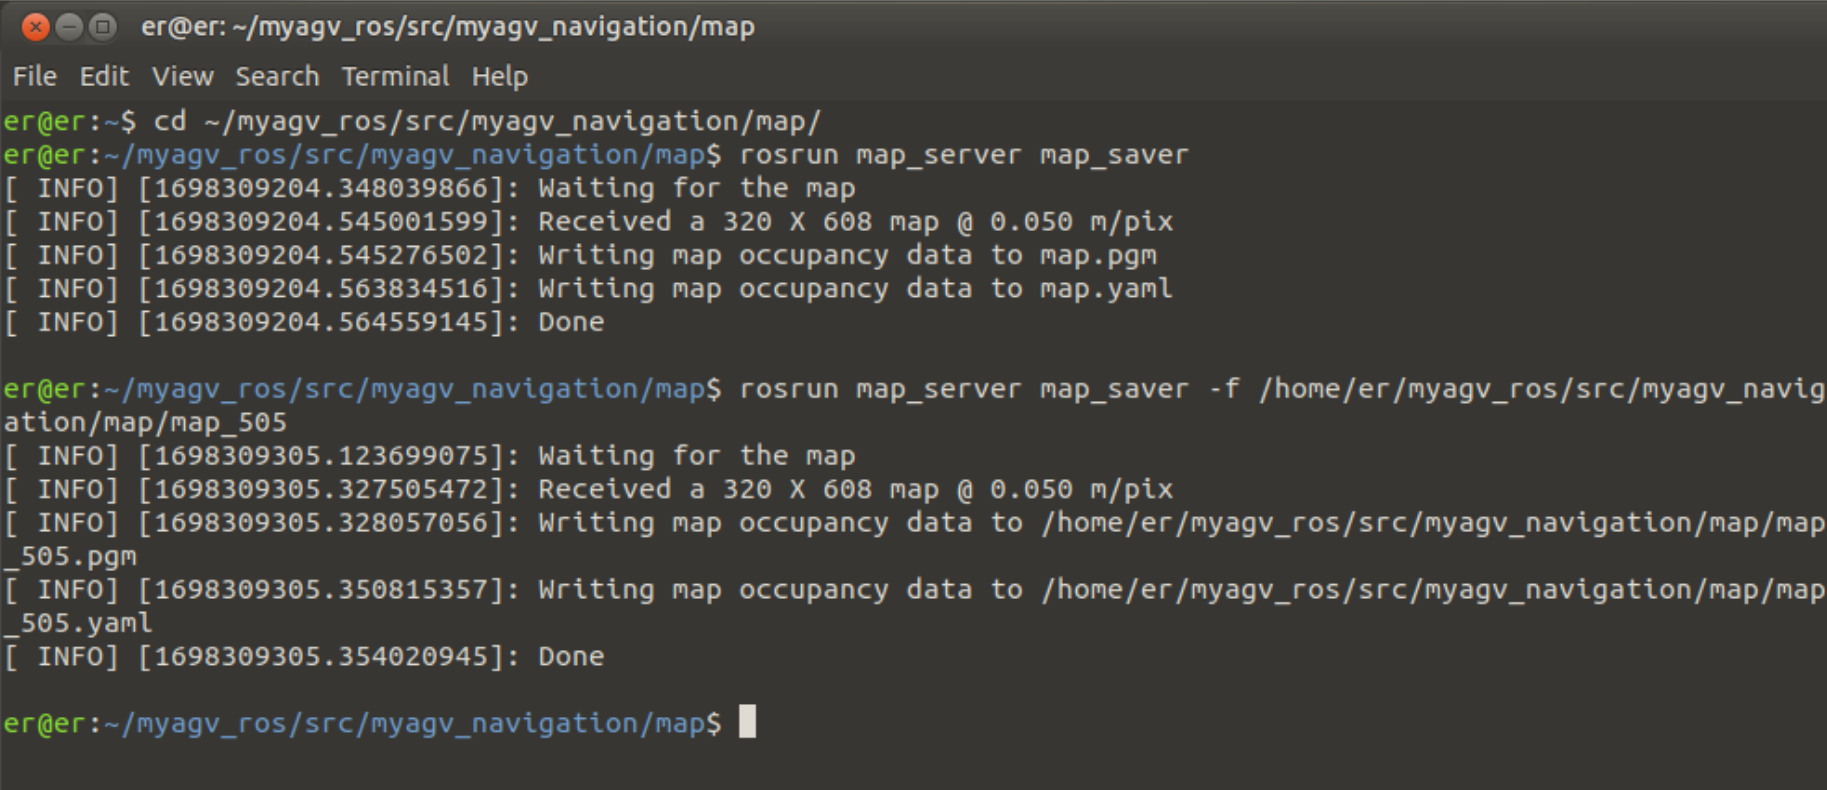 er@er: ~/myagv_ros/src/myagv_navigation/map
File Edit View Search Terminal Help
er@er:~$ cd ~/myagv_ros/src/myagv_navigation/map/
er@er:~/myagv_ros/src/myagv_navigation/map$ rosrun map_server map_saver
[ INFO] [1698309204.348039866]: Waiting for the map
[ INFO] [1698309204.545001599]: Received a 320 X 608 map @ 0.050 m/pix
[ INFO] [1698309204.545276502]: Writing map occupancy data to map.pgm
[ INFO] [1698309204.563834516]: Writing map occupancy data to map.yaml
[ INFO] [1698309204.564559145]: Done
er@er:~/myagv_ros/src/myagv_navigation/map$ rosrun map_server map_saver -f /home/er/myagv_ros/src/myagv_navig
ation/map/map_505
[ INFO] [1698309305.123699075]: Waiting for the map
[ INFO] [1698309305.327505472]: Received a 320 X 608 map @ 0.050 m/pix
[ INFO] [1698309305.328057056]: Writing map occupancy data to /home/er/myagv_ros/src/myagv_navigation/map/map
_505.pgm
[ INFO] [1698309305.350815357]: Writing map occupancy data to /home/er/myagv_ros/src/myagv_navigation/map/map
_505.yaml
[ INFO] [1698309305.354020945]: Done
er@er:~/myagv_ros/src/myagv_navigation/map$